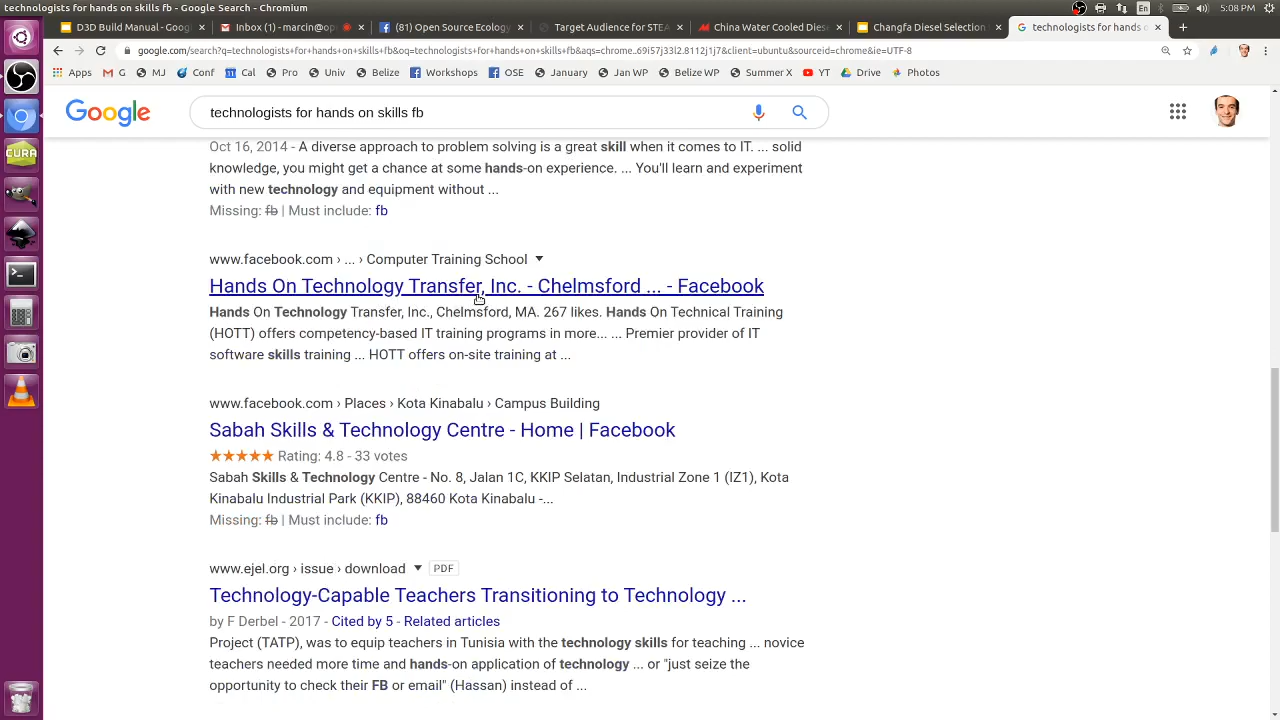 technologists for hands on skills fb - Google Search - Chromium
En
5:08 PM
D3D Build Manual - Goog
Inbox (1) - marcin@op
(81) OpenSource Ecology
Target Audience for STEA
China Water Cooled Diese
Changfa Diesel Selection
technologists for hands o
google.com/search?q=technologists+for+hands+on+skills+fb&oq=technologists+for+hands+on+skills+fb&aqs=chrome..69i57j33l2.8112j1j7&client=ubuntu&sourceid=chrome&ie=UTF-8
Apps
G
MJ
Conf
Cal
Pro
Univ
Belize
Workshops
OSE
January
Jan WP
Belize WP
Summer X
YT
Drive
Photos
Google
technologists for hands on skills fb
CURA
Oct 16, 2014 - A diverse approach to problem solving is a great skill when it comes to IT. ... solid
knowledge, you might get a chance at some hands-on experience. ... You'll learn and experiment
with new technology and equipment without ...
Missing: fb | Must include: fb
www.facebook.com › ... › Computer Training School
Hands On Technology Transfer, Inc. - Chelmsford ... - Facebook
Hands On Technology Transfer, Inc., Chelmsford, MA. 267 likes. Hands On Technical Training
(HOTT) offers competency-based IT training programs in more... ... Premier provider of IT
software skills training ... HOTT offers on-site training at ...
www.facebook.com › Places › Kota Kinabalu › Campus Building
Sabah Skills & Technology Centre - Home | Facebook
Rating: 4.8 - 33 votes
Sabah Skills & Technology Centre - No. 8, Jalan 1C, KKIP Selatan, Industrial Zone 1 (IZ1), Kota
Kinabalu Industrial Park (KKIP), 88460 Kota Kinabalu -...
Missing: fb | Must include: fb
www.ejel.org › issue › download
PDF
Technology-Capable Teachers Transitioning to Technology ...
by F Derbel - 2017 - Cited by 5 - Related articles
Project (TATP), was to equip teachers in Tunisia with the technology skills for teaching ... novice
teachers needed more time and hands-on application of technology ... or "just seize the
opportunity to check their FB or email" (Hassan) instead of ...